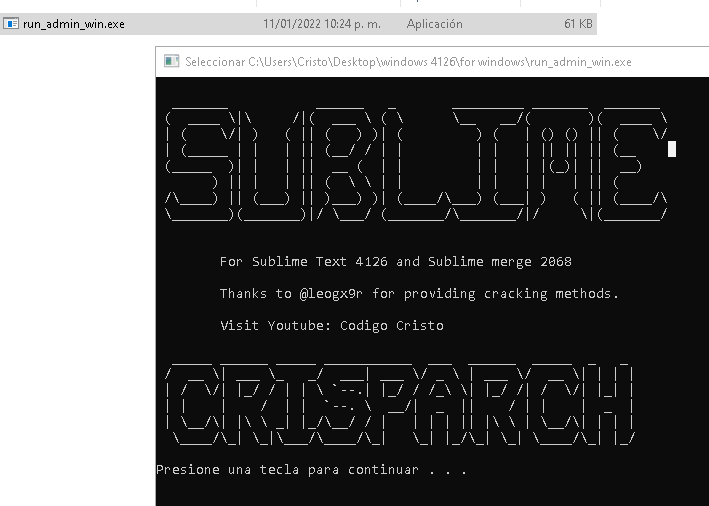 run_admin_win.exe 11/01/2022 10:24 p. m. Aplicación 61 KB
Seleccionar C:\Users\Cristo\Desktop\windows 4126\for windows\run_admin_win.exe
SUBLIME
For Sublime Text 4126 and Sublime merge 2068
Thanks to @leogx9r for providing cracking methods.
Visit Youtube: Codigo Cristo
CRISPARCH
Presione una tecla para continuar . . .